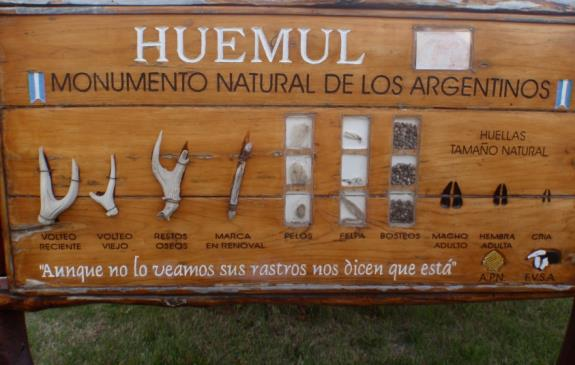 HUEMUL
MONUMENTO NATURAL DE LOS ARGENTINOS
HUELLAS
TAMAÑO NATURAL
VOLTEO
RECIENTE
VOLTEO
VIEJO
RESTOS
OSEOS
MARCA
EN RENOVAL
PELOS
FELPA
BOSTEOS
MACHO
ADULTO
HEMBRA
ADULTA
CRIA
"Aunque no lo veamos sus rastros nos dicen que está"
A.P.N.
F.V.S.A.